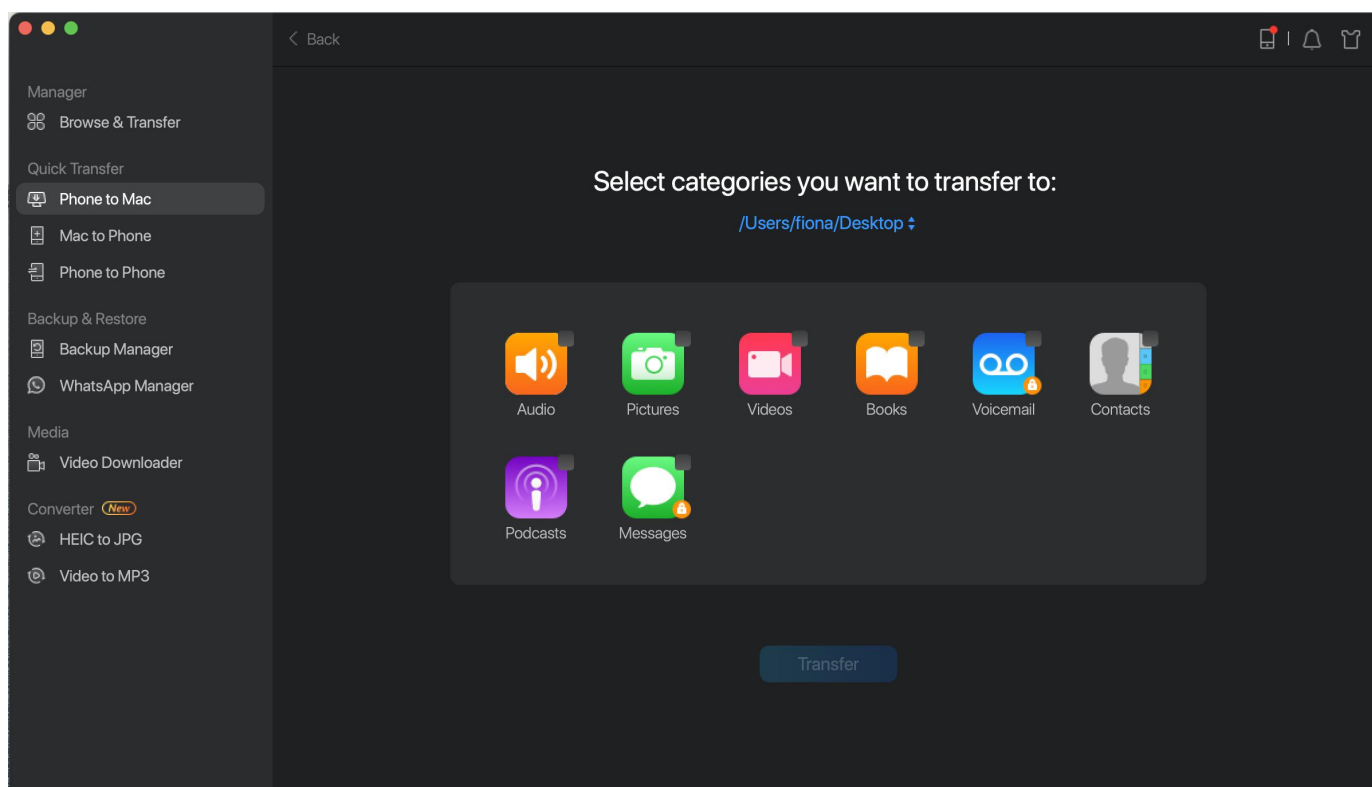 Back
Manager
Browse & Transfer
Quick Transfer
Phone to Mac
Mac to Phone
Phone to Phone
Backup & Restore
Backup Manager
WhatsApp Manager
Media
Video Downloader
Converter New
HEIC to JPG
Video to MP3
Select categories you want to transfer to:
/Users/fiona/Desktop
Audio Pictures Videos Books Voicemail Contacts
Podcasts Messages
Transfer